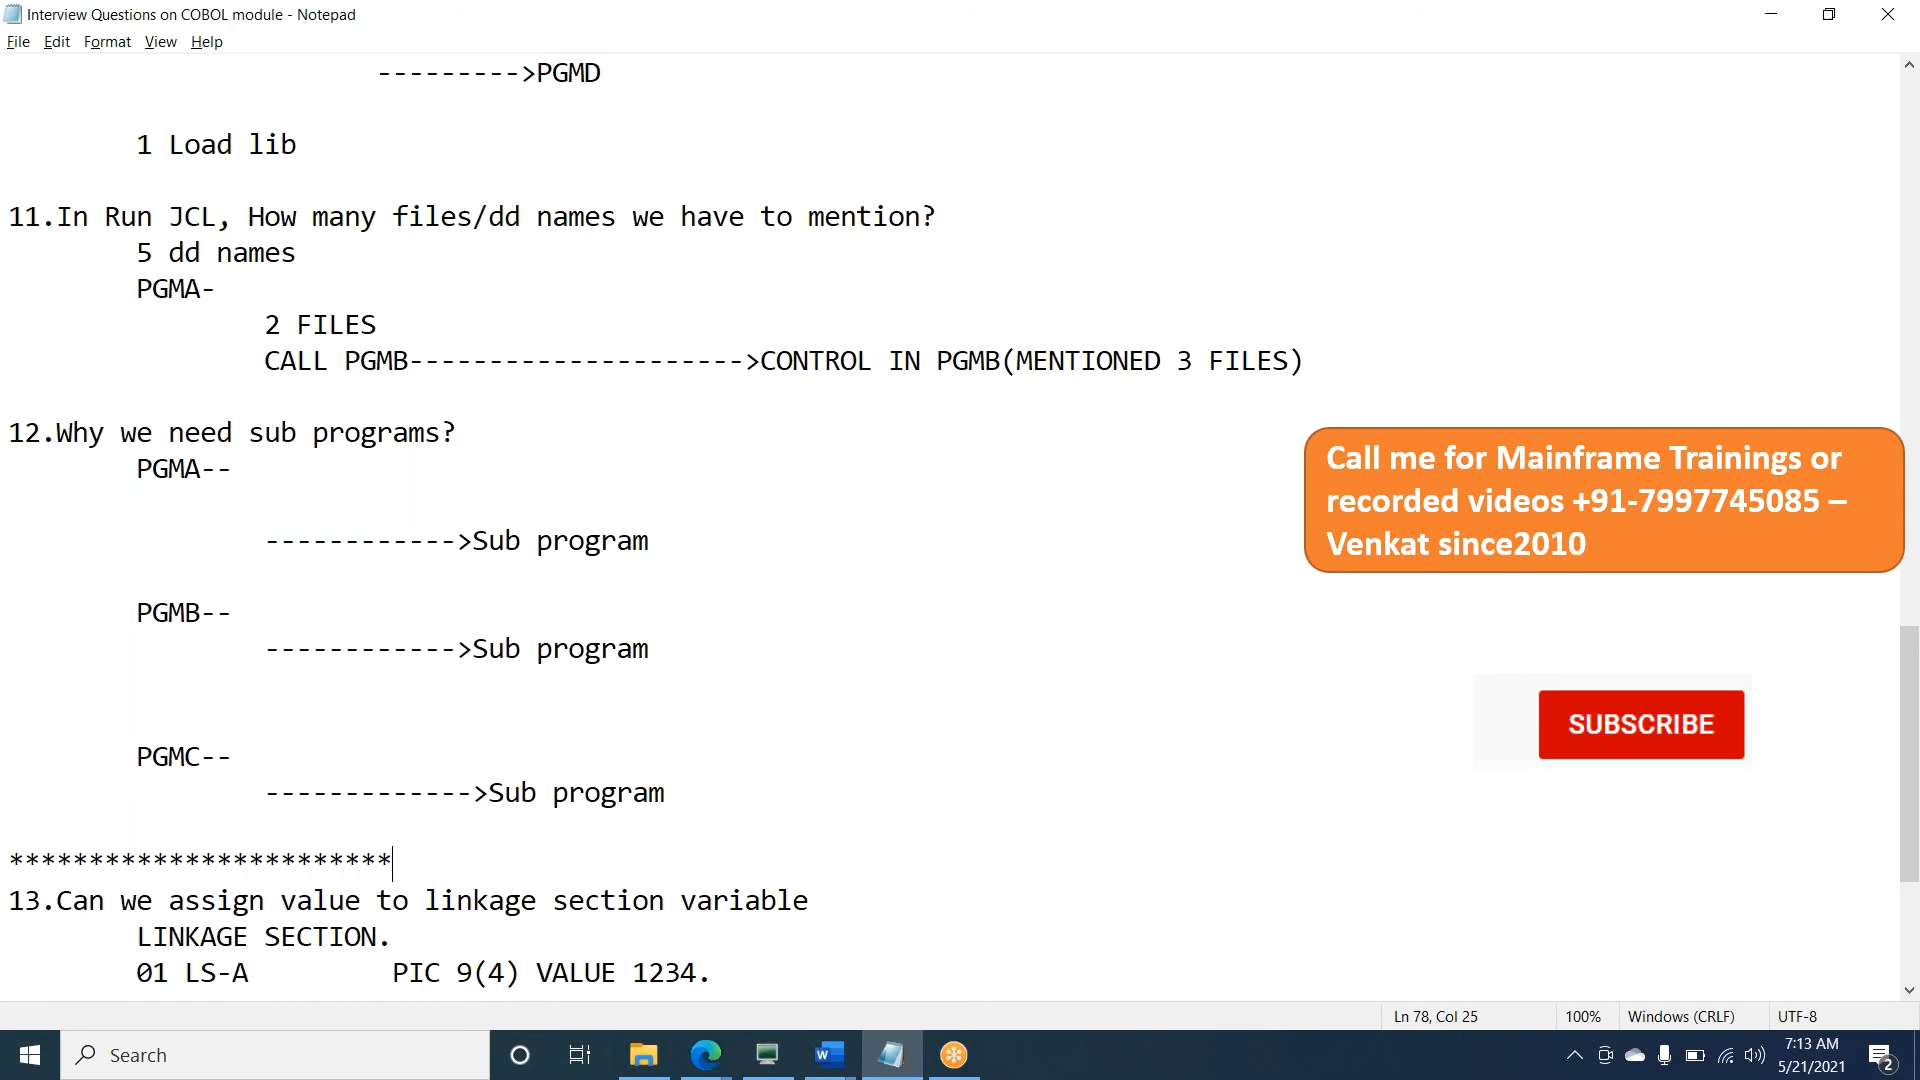 Interview Questions on COBOL module - Notepad
File Edit Format View Help
--------->PGMD
1 Load lib
11.In Run JCL, How many files/dd names we have to mention?
5 dd names
PGMA-
2 FILES
CALL PGMB--------------------->CONTROL IN PGMB(MENTIONED 3 FILES)
12.Why we need sub programs?
PGMA--
------------>Sub program
PGMB--
------------>Sub program
PGMC--
------------->Sub program
************************
13.Can we assign value to linkage section variable
LINKAGE SECTION.
01 LS-A PIC 9(4) VALUE 1234.
Call me for Mainframe Trainings or
recorded videos +91-7997745085 –
Venkat since2010
SUBSCRIBE
Ln 78, Col 25 100% Windows (CRLF) UTF-8
Search
W
7:13 AM
5/21/2021
2